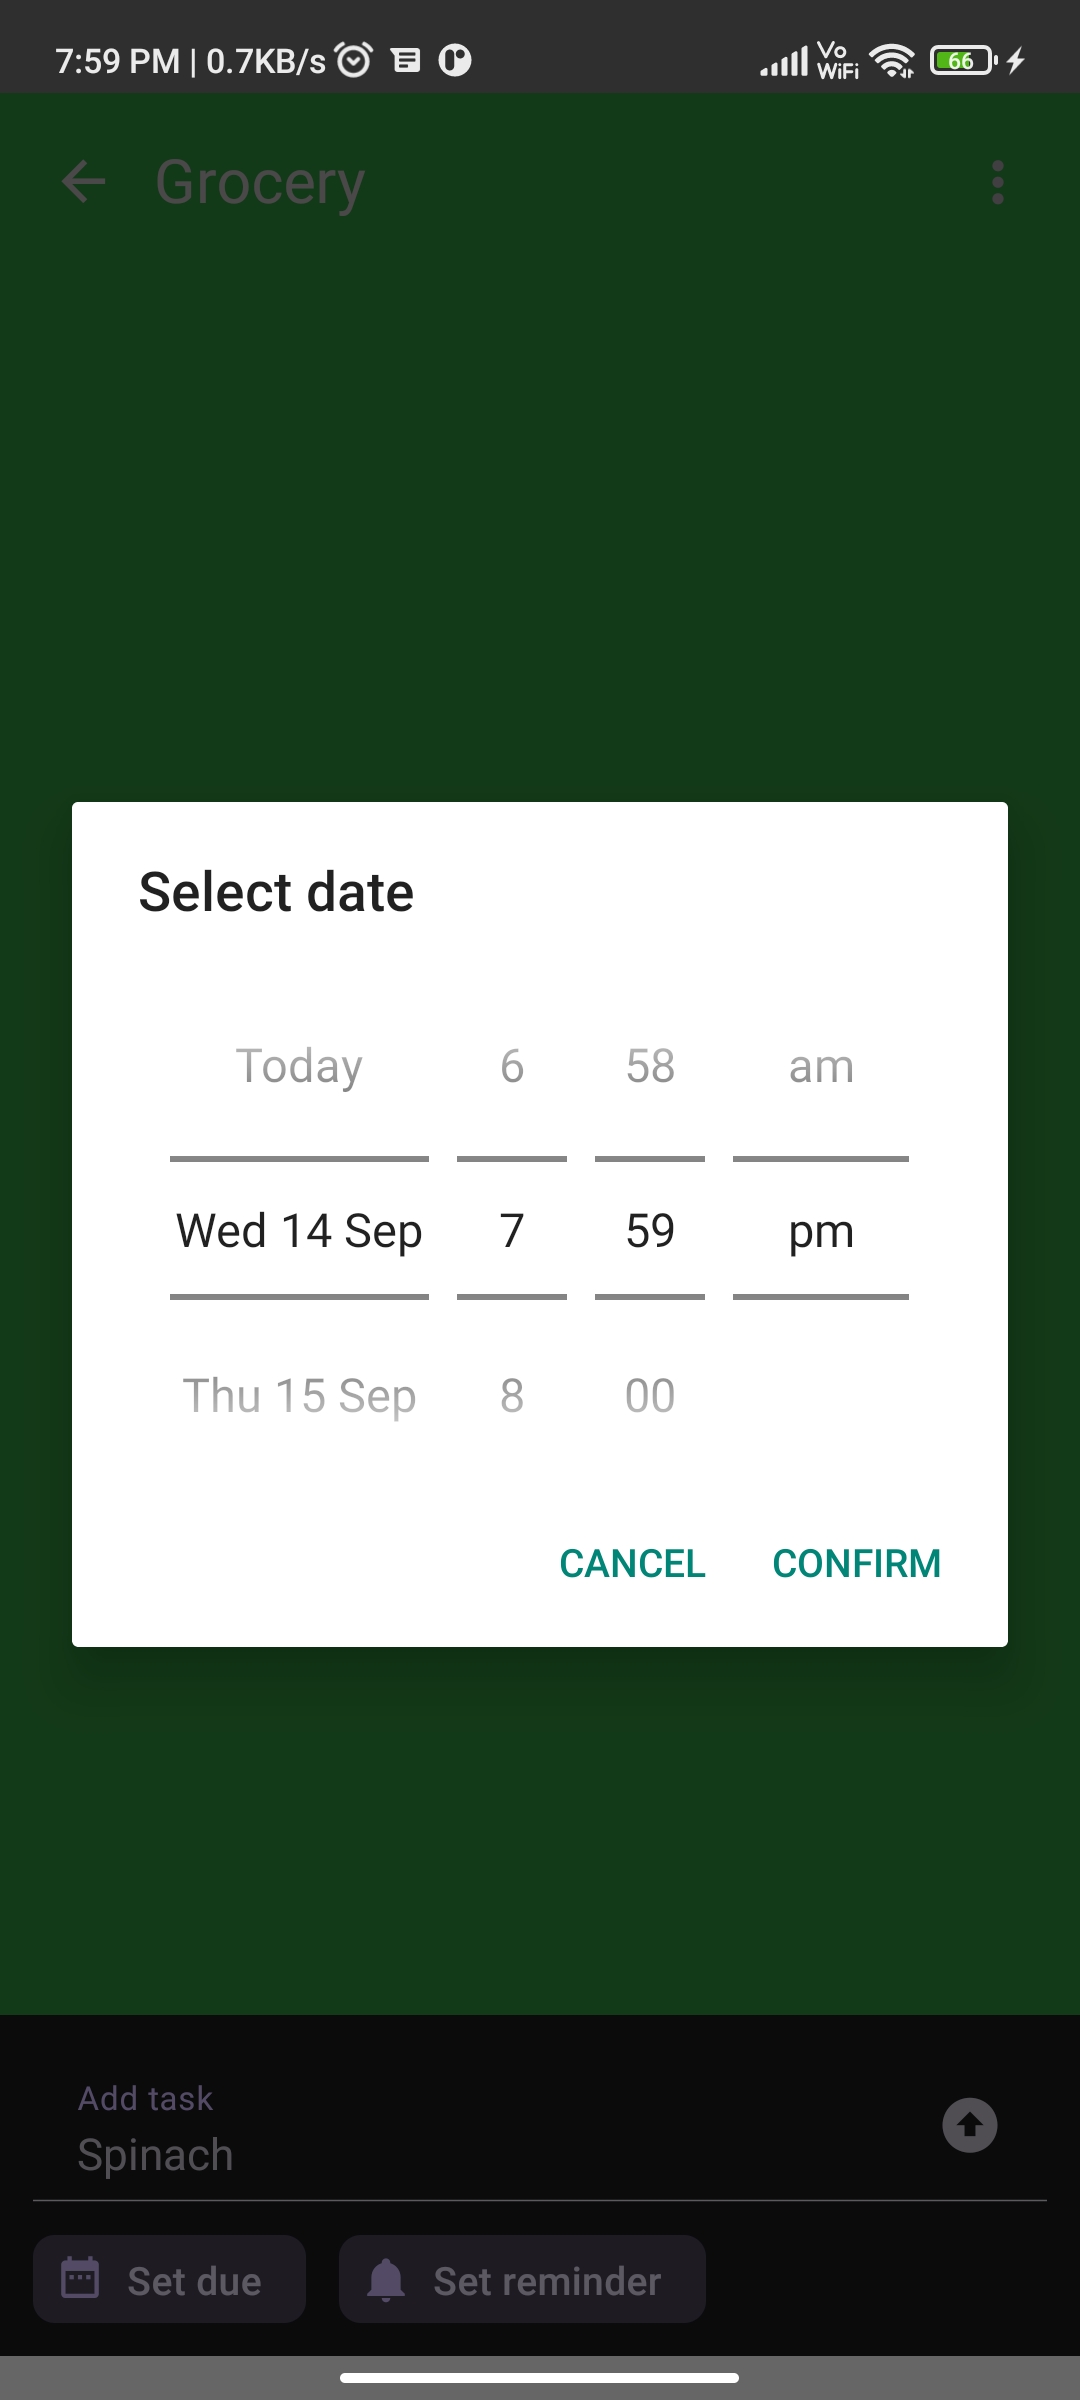 7:59 PM | 0.7KB/s Vo WiFi 66
Grocery
Select date
Today 6 58 am
Wed 14 Sep 7 59 pm
Thu 15 Sep 8 00
CANCEL CONFIRM
Add task
Spinach
Set due Set reminder